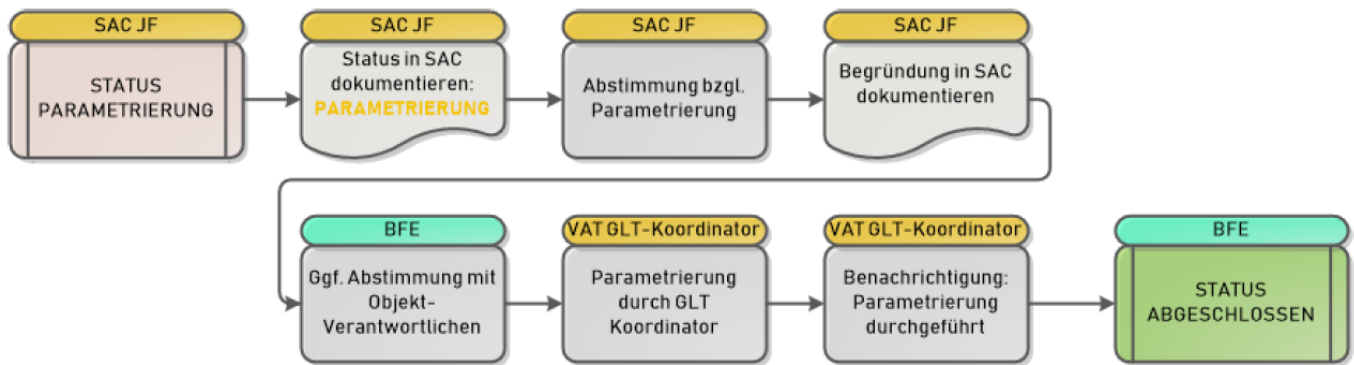 SAC JF
STATUS
PARAMETRIERUNG
SAC JF
Status in SAC
dokumentieren:
PARAMETRIERUNG
SAC JF
Abstimmung bzgl.
Parametrierung
SAC JF
Begründung in SAC
dokumentieren
BFE
Ggf. Abstimmung mit
Objekt-
Verantwortlichen
VAT GLT-Koordinator
Parametrierung
durch GLT
Koordinator
VAT GLT-Koordinator
Benachrichtigung:
Parametrierung
durchgeführt
BFE
STATUS
ABGESCHLOSSEN